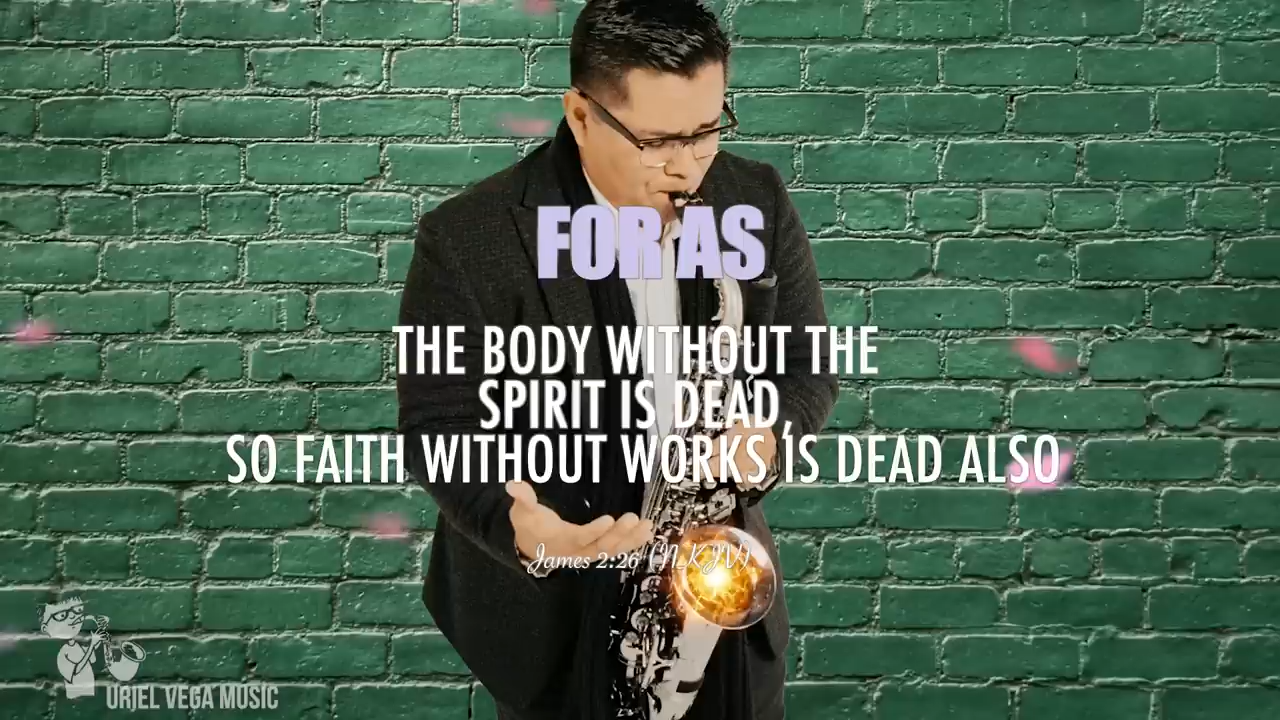 FOR AS
THE BODY WITHOUT THE
SPIRIT IS DEAD,
SO FAITH WITHOUT WORKS IS DEAD ALSO
James 2:26 (NKJV)
URIEL VEGA MUSIC